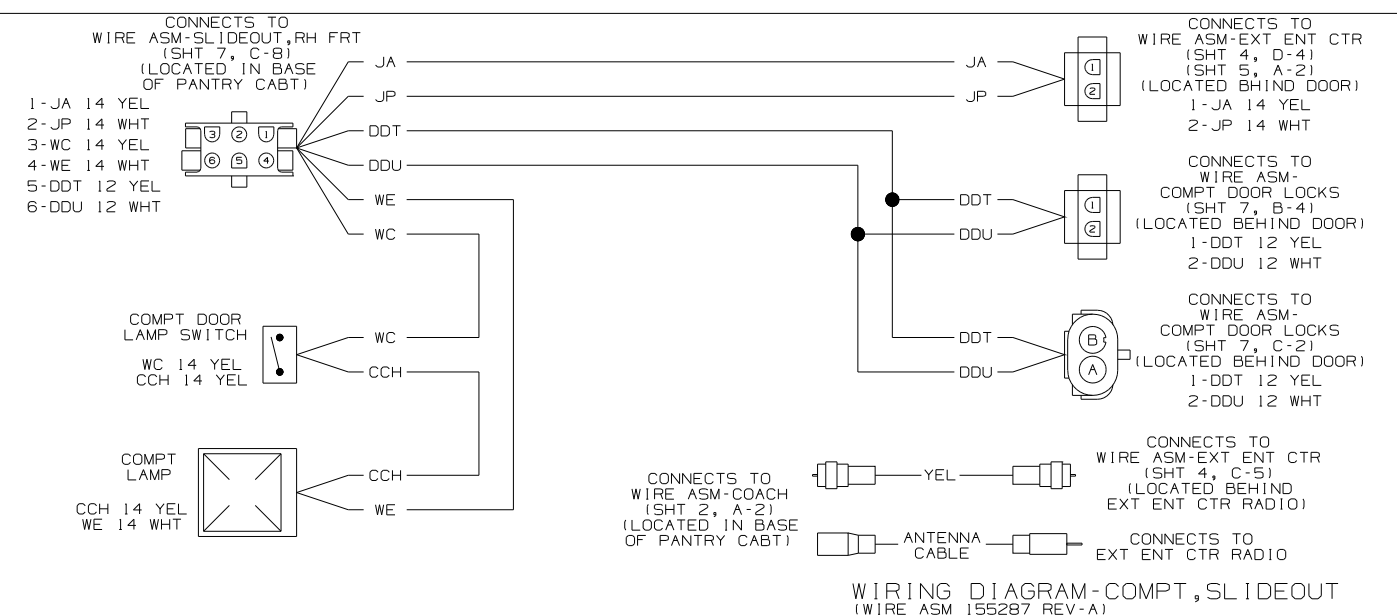 CONNECTS TO
WIRE ASM-SLIDEOUT,RH FRT
(SHT 7, C-8)
(LOCATED IN BASE
OF PANTRY CABT)
1-JA 14 YEL
2-JP 14 WHT
3-WC 14 YEL
4-WE 14 WHT
5-DDT 12 YEL
6-DDU 12 WHT
3 2 1
6 5 4
JA
JP
DDT
DDU
WE
WC
JA
JP
1
2
CONNECTS TO
WIRE ASM-EXT ENT CTR
(SHT 4, D-4)
(SHT 5, A-2)
(LOCATED BHIND DOOR)
1-JA 14 YEL
2-JP 14 WHT
DDT
DDU
1
2
CONNECTS TO
WIRE ASM-
COMPT DOOR LOCKS
(SHT 7, B-4)
(LOCATED BEHIND DOOR)
1-DDT 12 YEL
2-DDU 12 WHT
COMPT DOOR
LAMP SWITCH
WC 14 YEL
CCH 14 YEL
WC
CCH
DDT
DDU
B
A
CONNECTS TO
WIRE ASM-
COMPT DOOR LOCKS
(SHT 7, C-2)
(LOCATED BEHIND DOOR)
1-DDT 12 YEL
2-DDU 12 WHT
COMPT
LAMP
CCH 14 YEL
WE 14 WHT
CCH
WE
CONNECTS TO
WIRE ASM-COACH
(SHT 2, A-2)
(LOCATED IN BASE
OF PANTRY CABT)
YEL
CONNECTS TO
WIRE ASM-EXT ENT CTR
(SHT 4, C-5)
(LOCATED BEHIND
EXT ENT CTR RADIO)
ANTENNA
CABLE
CONNECTS TO
EXT ENT CTR RADIO
WIRING DIAGRAM-COMPT,SLIDEOUT
(WIRE ASM 155287 REV-A)